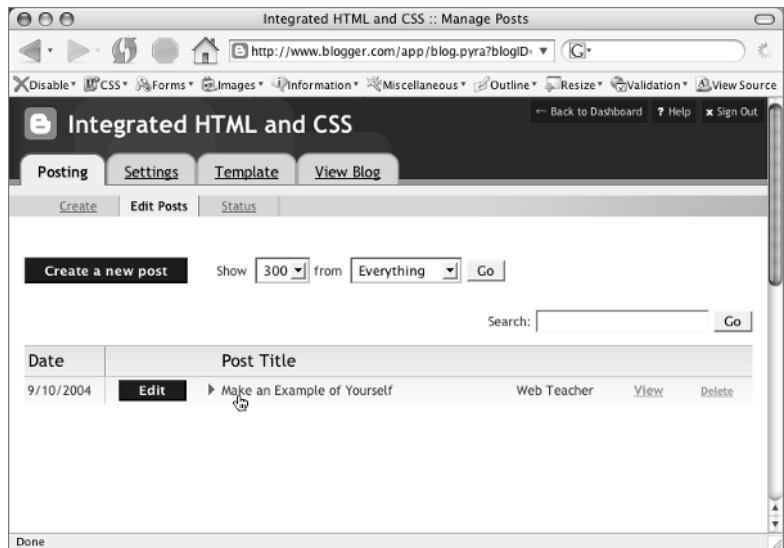 Integrated HTML and CSS :: Manage Posts
http://www.blogger.com/app/blog.pyra?blogID G
Disable CSS Forms Images Information Miscellaneous Outline Resize Validation View Source
← Back to Dashboard ? Help x Sign Out
Integrated HTML and CSS
Posting Settings Template View Blog
Create Edit Posts Status
Create a new post Show 300 from Everything Go
Search: Go
Date Post Title
9/10/2004 Edit Make an Example of Yourself Web Teacher View Delete
Done